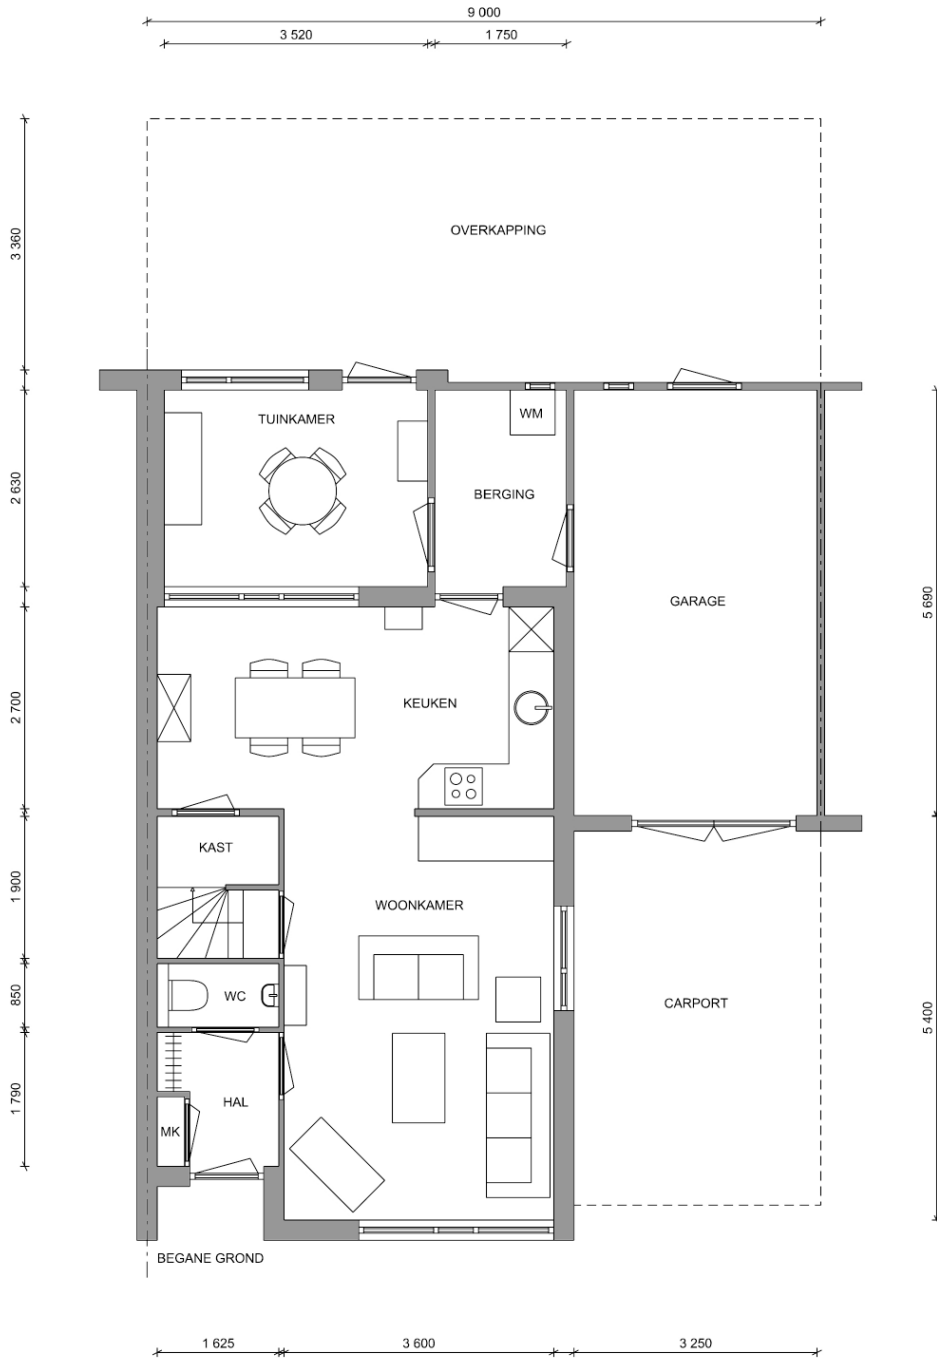 9 000
3 520
1 750
3 360
OVERKAPPING
TUINKAMER
WM
2 630
BERGING
GARAGE
5 690
2 700
KEUKEN
KAST
1 900
WOONKAMER
850
WC
CARPORT
5 400
1 790
HAL
MK
BEGANE GROND
1 625
3 600
3 250